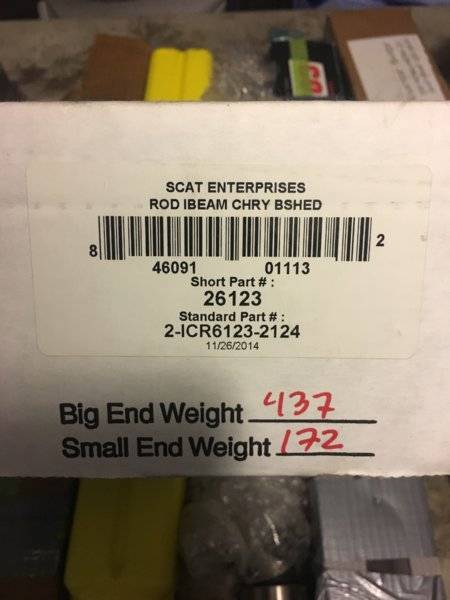 SCAT ENTERPRISES
ROD IBEAM CHRY BSHED
8 46091 01113 2
Short Part # :
26123
Standard Part # :
2-ICR6123-2124
11/26/2014
Big End Weight 437
Small End Weight 172